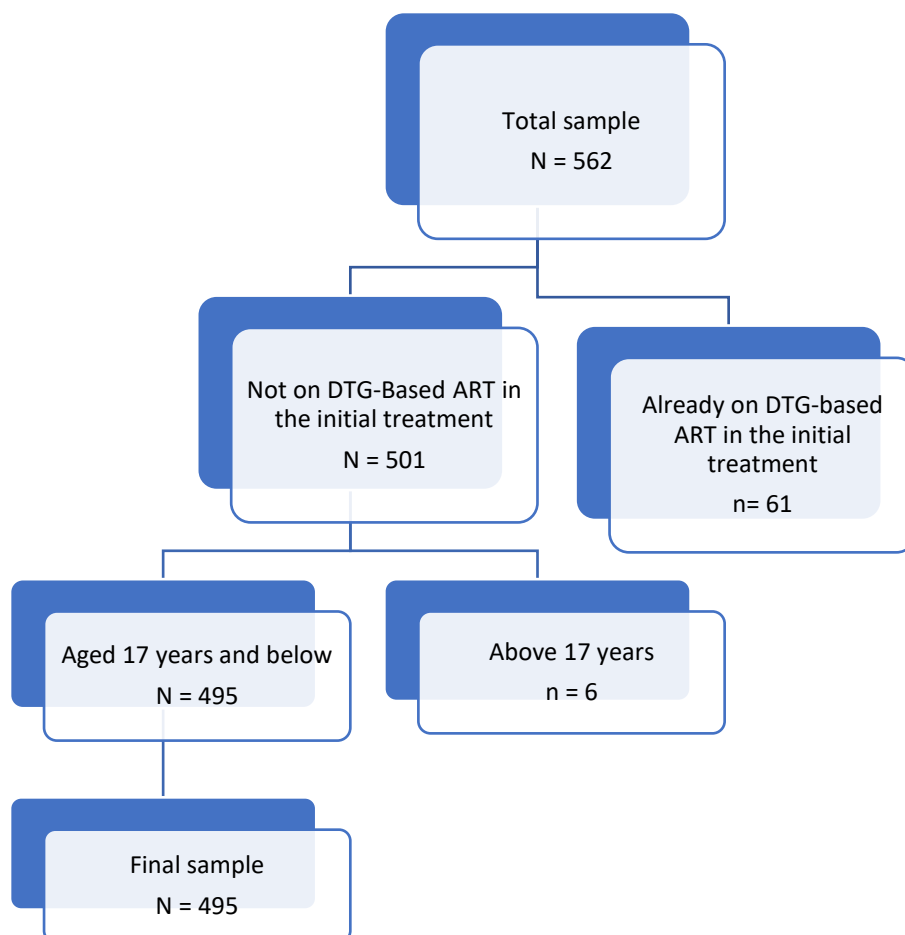 Total sample
N = 562
Not on DTG-Based ART in
the initial treatment
N = 501
Already on DTG-based
ART in the initial
treatment
n= 61
Aged 17 years and below
N = 495
Above 17 years
n = 6
Final sample
N = 495